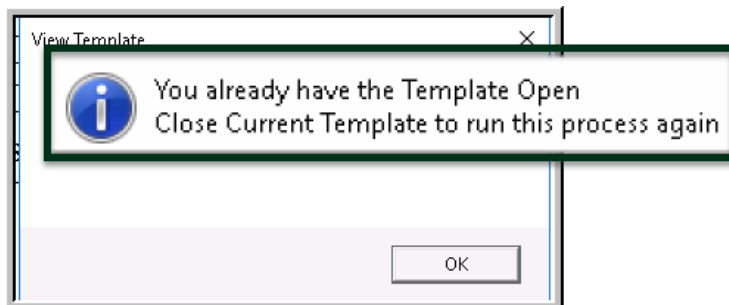 View Template
You already have the Template Open
Close Current Template to run this process again
OK